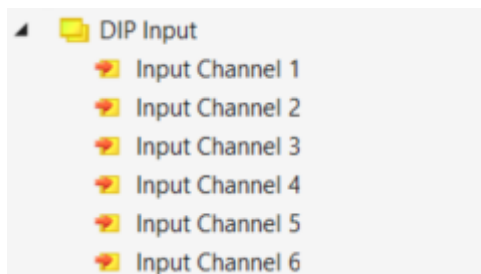 DIP Input
Input Channel 1
Input Channel 2
Input Channel 3
Input Channel 4
Input Channel 5
Input Channel 6